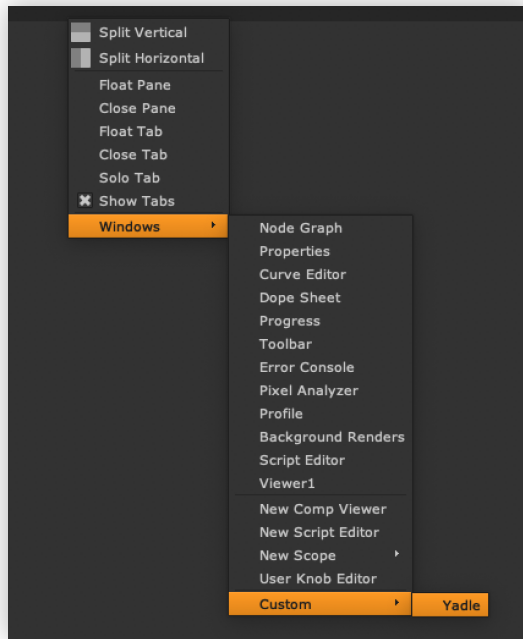 Split Vertical
Split Horizontal
Float Pane
Close Pane
Float Tab
Close Tab
Solo Tab
Show Tabs
Windows
Node Graph
Properties
Curve Editor
Dope Sheet
Progress
Toolbar
Error Console
Pixel Analyzer
Profile
Background Renders
Script Editor
Viewer1
New Comp Viewer
New Script Editor
New Scope
User Knob Editor
Custom
Yadle